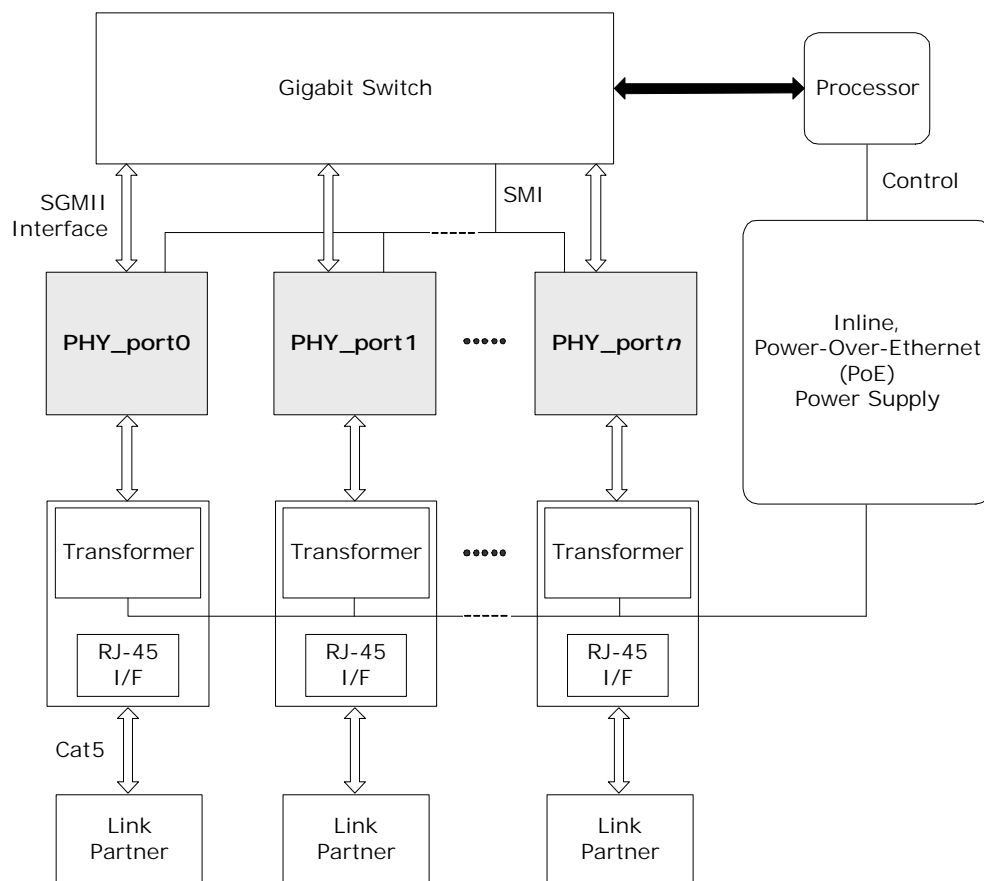 Gigabit Switch
Processor
SGMII
Interface
SMI
Control
PHY_port0
PHY_port1
PHY_portn
Inline,
Power-Over-Ethernet
(PoE)
Power Supply
Transformer
Transformer
Transformer
RJ-45
I/F
RJ-45
I/F
RJ-45
I/F
Cat5
Link
Partner
Link
Partner
Link
Partner